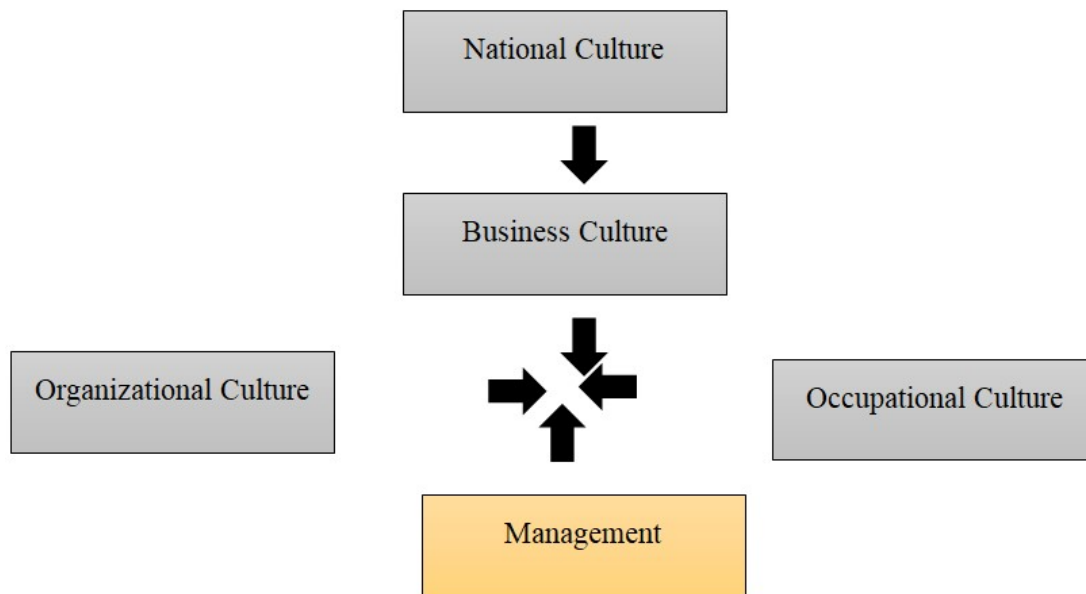 National Culture
Business Culture
Organizational Culture
Occupational Culture
Management